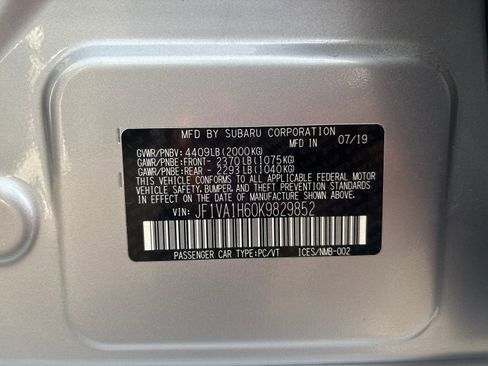 MFD BY SUBARU CORPORATION
GVWR/PNBV: 4409LB(2000KG) MFD IN 07/19
GAWR/PNBE:FRONT- 2370LB(1075KG)
GAWR/PNBE:REAR - 2293LB(1040KG)
THIS VEHICLE CONFORMS TO ALL APPLICABLE FEDERAL MOTOR
VEHICLE SAFETY, BUMPER, AND THEFT PREVENTION
STANDARDS IN EFFECT ON THE DATE OF MANUFACTURE
SHOWN ABOVE.
VIN: JF1VA1H60K9829852
PASSENGER CAR TYPE:PC/VT ICES/NMB-002